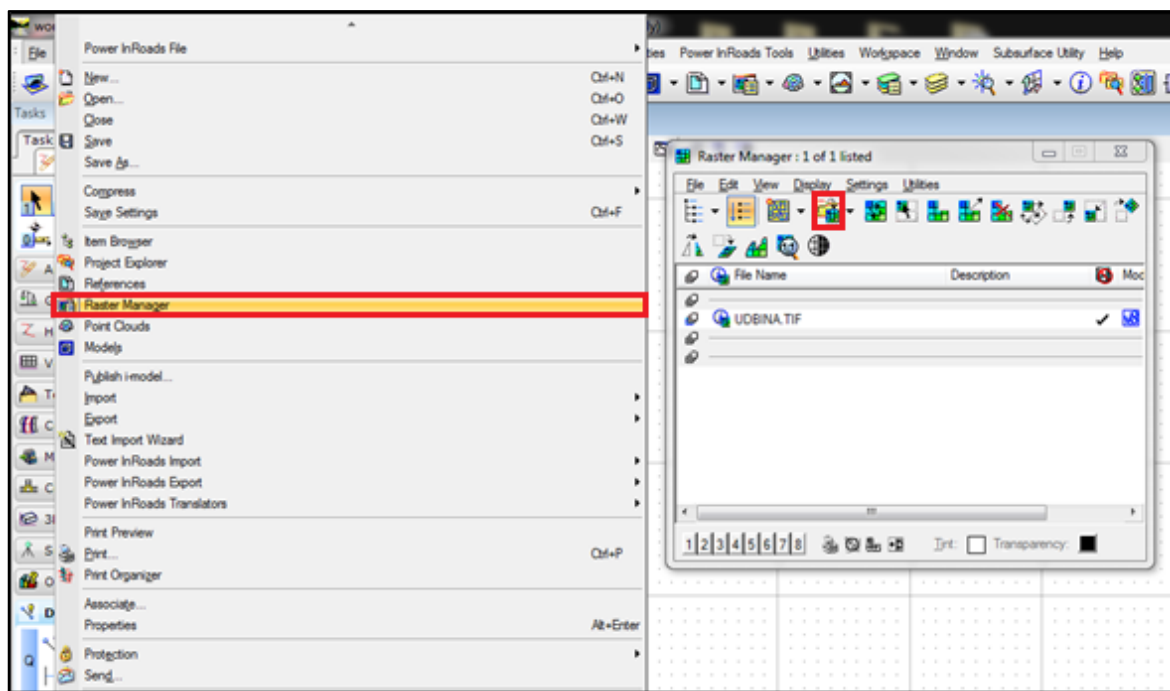 File
Tasks
Task
Power InRoads File
New... Ctrl+N
Open... Ctrl+O
Close Ctrl+W
Save Ctrl+S
Save As...
Compress
Save Settings Ctrl+F
Item Browser
Project Explorer
References
Raster Manager
Point Clouds
Models
Publish i-model...
Import
Export
Text Import Wizard
Power InRoads Import
Power InRoads Export
Power InRoads Translators
Print Preview
Print... Ctrl+P
Print Organizer
Associate...
Properties Alt+Enter
Protection
Send...
Q
Power InRoads Tools Utilities Workspace Window Subsurface Utility Help
Raster Manager : 1 of 1 listed
File Edit View Display Settings Utilities
File Name Description Mod
UDBINA.TIF
1 2 3 4 5 6 7 8 Tint: Transparency: